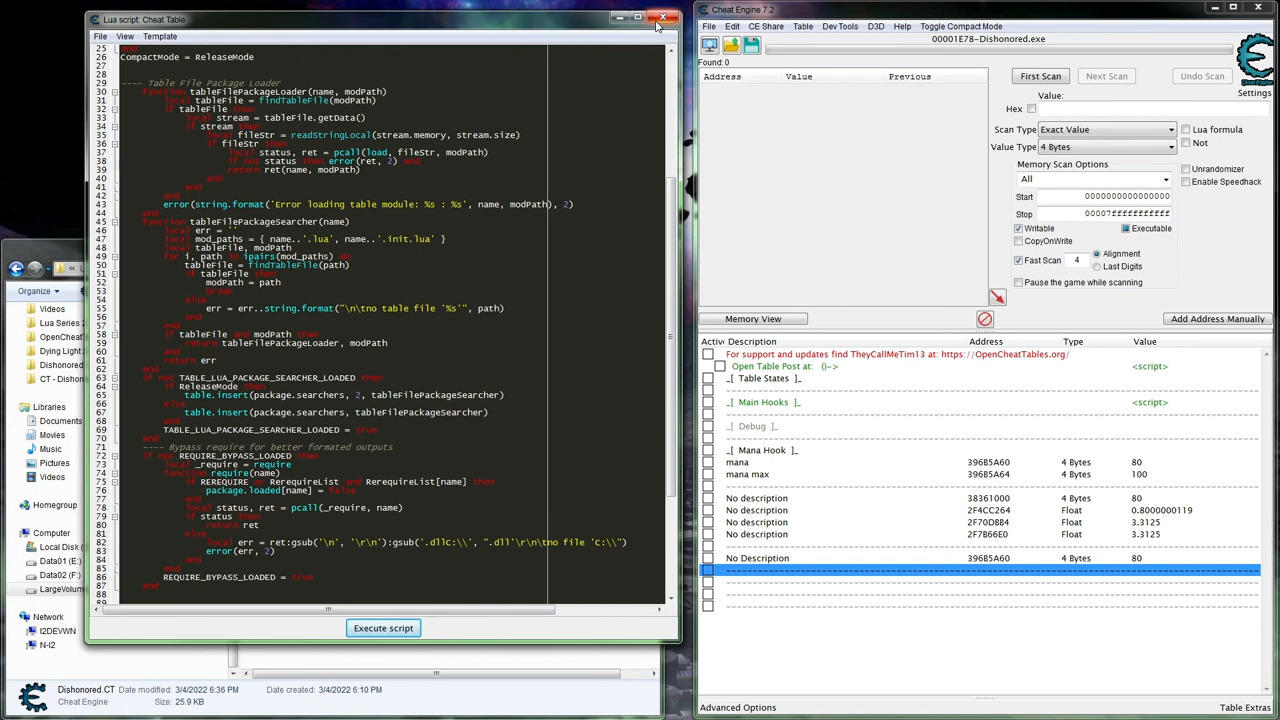 Lua script: Cheat Table
File View Template
25 end
26 CompactMode = ReleaseMode
27
28
29 ---- Table File Package Loader
30 function tableFilePackageLoader(name, modPath)
31 local tableFile = findTableFile(modPath)
32 if tableFile then
33 local stream = tableFile.getData()
34 if stream then
35 local fileStr = readStringLocal(stream.memory, stream.size)
36 if fileStr then
37 local status, ret = pcall(load, fileStr, modPath)
38 if not status then error(ret, 2) end
39 return ret(name, modPath)
40 end
41 end
42 end
43 error(string.format('Error loading table module: %s : %s', name, modPath), 2)
44 end
45 function tableFilePackageSearcher(name)
46 local err = ''
47 local mod_paths = { name..'.lua', name..'.init.lua' }
48 local tableFile, modPath
49 for i, path in ipairs(mod_paths) do
50 tableFile = findTableFile(path)
51 if tableFile then
52 modPath = path
53 break
54 else
55 err = err..string.format("\n\tno table file '%s'", path)
56 end
57 end
58 if tableFile and modPath then
59 return tableFilePackageLoader, modPath
60 end
61 return err
62 end
63 if not TABLE_LUA_PACKAGE_SEARCHER_LOADED then
64 if ReleaseMode then
65 table.insert(package.searchers, 2, tableFilePackageSearcher)
66 else
67 table.insert(package.searchers, tableFilePackageSearcher)
68 end
69 TABLE_LUA_PACKAGE_SEARCHER_LOADED = true
70 end
71 ---- Bypass require for better formated outputs
72 if not REQUIRE_BYPASS_LOADED then
73 local _require = require
74 function require(name)
75 if REREQUIRE or RerequireList and RerequireList[name] then
76 package.loaded[name] = false
77 end
78 local status, ret = pcall(_require, name)
79 if status then
80 return ret
81 else
82 local err = ret:gsub('\n', '\r\n'):gsub('.dllC:\\', ".dll'\r\n\tno file 'C:\\")
83 error(err, 2)
84 end
85 end
86 REQUIRE_BYPASS_LOADED = true
87 end
Execute script
Organize
Videos
Lua Series 2
OpenCheatT
Dying Light
Dishonored
CT - Dishon
Libraries
Documents
Movies
Music
Pictures
Videos
Homegroup
Computer
Local Disk (
Data01 (E:)
Data02 (F:)
LargeVolum
Network
I2DEVWN
N-I2
Dishonored.CT Date modified: 3/4/2022 6:36 PM Date created: 3/4/2022 6:10 PM
Cheat Engine Size: 25.9 KB
Cheat Engine 7.2
File Edit CE Share Table Dev Tools D3D Help Toggle Compact Mode
00001E78-Dishonored.exe
Found: 0
Address Value Previous
First Scan Next Scan Undo Scan
Settings
Value:
Hex
Scan Type Exact Value
Lua formula
Value Type 4 Bytes
Not
Memory Scan Options
All
Unrandomizer
Enable Speedhack
Start 0000000000000000
Stop 00007fffffffffff
Writable Executable
CopyOnWrite
Fast Scan 4 Alignment
Last Digits
Pause the game while scanning
Memory View Add Address Manually
Active Description Address Type Value
For support and updates find TheyCallMeTim13 at: https://OpenCheatTables.org/
Open Table Post at: ()-> <script>
_[ Table States ]_
_[ Main Hooks ]_ <script>
_[ Debug ]_
_[ Mana Hook ]_
mana 396B5A60 4 Bytes 80
mana max 396B5A64 4 Bytes 100
No description 38361000 4 Bytes 80
No description 2F4CC264 Float 0.8000000119
No description 2F70DBB4 Float 3.3125
No description 2F7B66E0 Float 3.3125
No Description 396B5A60 4 Bytes 80
Advanced Options Table Extras